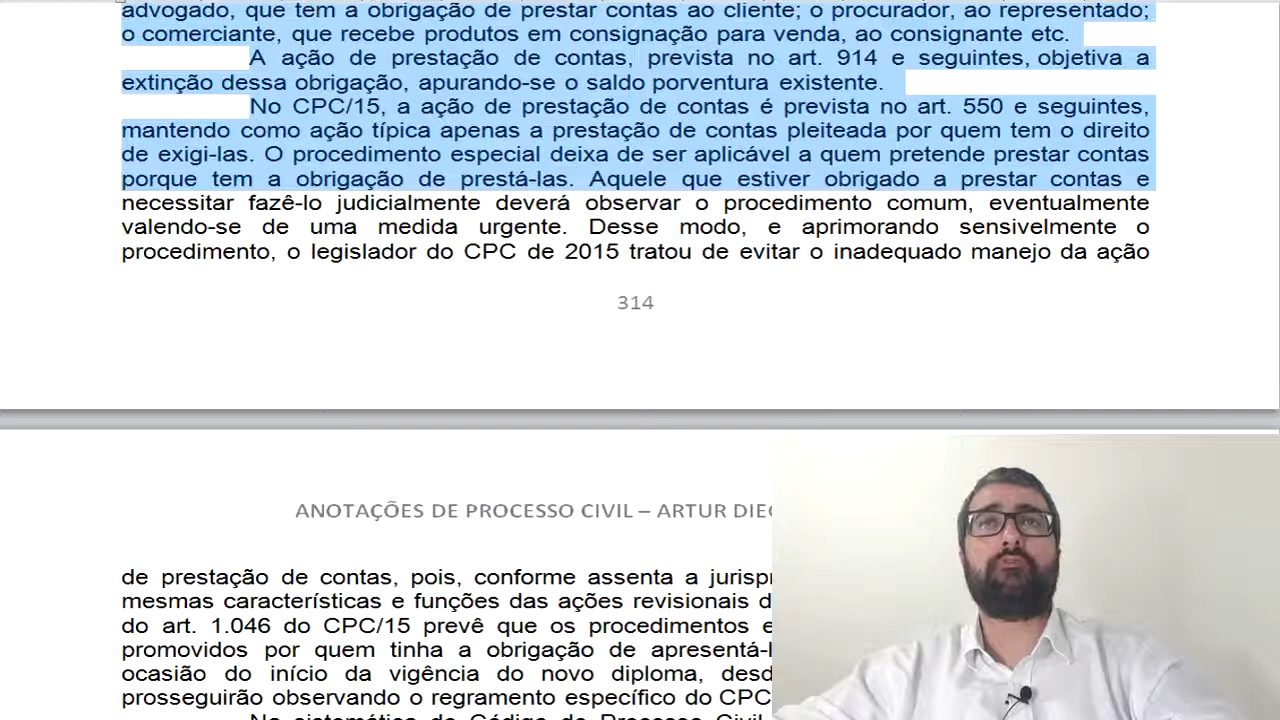 advogado, que tem a obrigação de prestar contas ao cliente; o procurador, ao representado;
o comerciante, que recebe produtos em consignação para venda, ao consignante etc.
A ação de prestação de contas, prevista no art. 914 e seguintes, objetiva a
extinção dessa obrigação, apurando-se o saldo porventura existente.
No CPC/15, a ação de prestação de contas é prevista no art. 550 e seguintes,
mantendo como ação típica apenas a prestação de contas pleiteada por quem tem o direito
de exigi-las. O procedimento especial deixa de ser aplicável a quem pretende prestar contas
porque tem a obrigação de prestá-las. Aquele que estiver obrigado a prestar contas e
necessitar fazê-lo judicialmente deverá observar o procedimento comum, eventualmente
valendo-se de uma medida urgente. Desse modo, e aprimorando sensivelmente o
procedimento, o legislador do CPC de 2015 tratou de evitar o inadequado manejo da ação
314
ANOTAÇÕES DE PROCESSO CIVIL – ARTUR
de prestação de contas, pois, conforme assenta a
mesmas características e funções das ações revisionais
do art. 1.046 do CPC/15 prevê que os procedimentos
promovidos por quem tinha a obrigação de
ocasião do início da vigência do novo diploma,
prosseguirão observando o regramento específico do CPC
Na sistemática do Código de Processo Civil